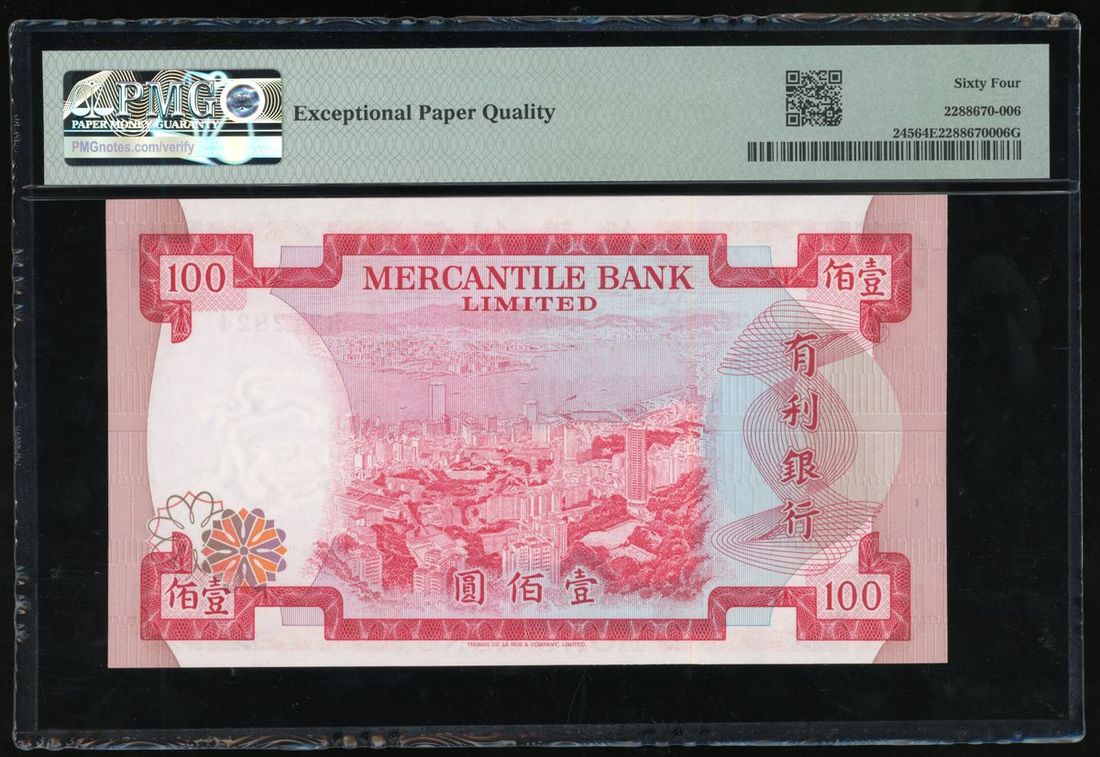 PMG
PAPER MONEY GUARANTY
PMGnotes.com/verify
Exceptional Paper Quality
Sixty Four
2288670-006
24564E2288670006G
100
MERCANTILE BANK
LIMITED
佰壹
有利銀行
佰壹
圓佰壹
100
THOMAS DE LA RUE & COMPANY, LIMITED.